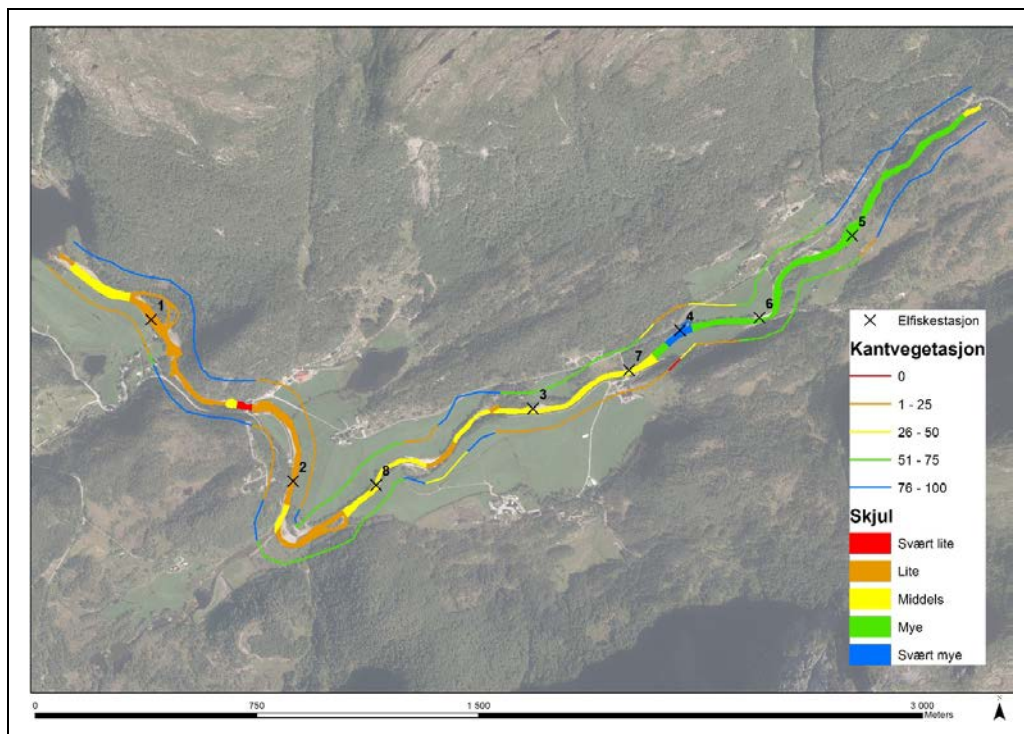 1
2
3
4
5
6
7
8
Elfiskestasjon
Kantvegetasjon
0
1 - 25
26 - 50
51 - 75
76 - 100
Skjul
Svært lite
Lite
Middels
Mye
Svært mye
0 750 1 500 3 000
Meters